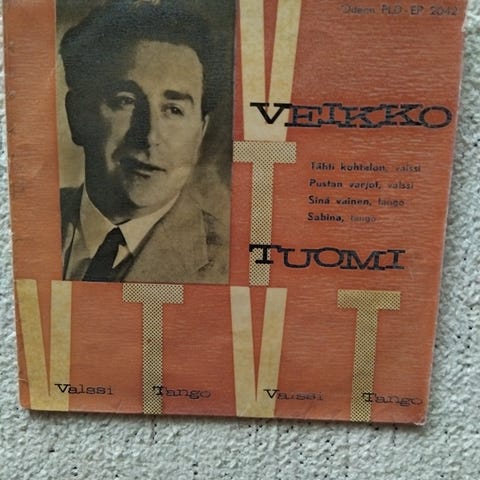 Odeon PLD-EP 2042
VEIKKO
Tähti kohtalon, valssi
Pustan varjot, valssi
Sinä vainen, tango
Sabina, tango
TUOMI
V T V T
V T
Valssi Tango Valssi Tango